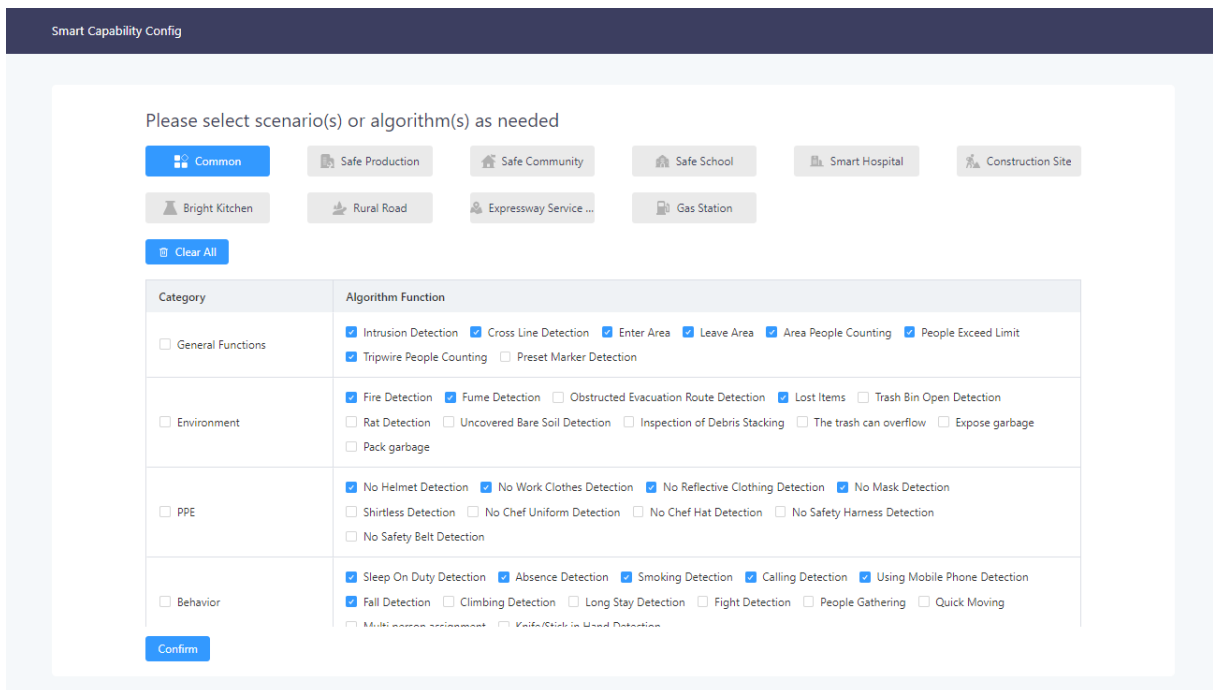 Smart Capability Config
Please select scenario(s) or algorithm(s) as needed
Common Safe Production Safe Community Safe School Smart Hospital Construction Site
Bright Kitchen Rural Road Expressway Service ... Gas Station
Clear All
Category Algorithm Function
General Functions
Intrusion Detection Cross Line Detection Enter Area Leave Area Area People Counting People Exceed Limit
Tripwire People Counting Preset Marker Detection
Environment
Fire Detection Fume Detection Obstructed Evacuation Route Detection Lost Items Trash Bin Open Detection
Rat Detection Uncovered Bare Soil Detection Inspection of Debris Stacking The trash can overflow Expose garbage
Pack garbage
PPE
No Helmet Detection No Work Clothes Detection No Reflective Clothing Detection No Mask Detection
Shirtless Detection No Chef Uniform Detection No Chef Hat Detection No Safety Harness Detection
No Safety Belt Detection
Behavior
Sleep On Duty Detection Absence Detection Smoking Detection Calling Detection Using Mobile Phone Detection
Fall Detection Climbing Detection Long Stay Detection Fight Detection People Gathering Quick Moving
Multi person assignment Knife/Stick in Hand Detection
Confirm